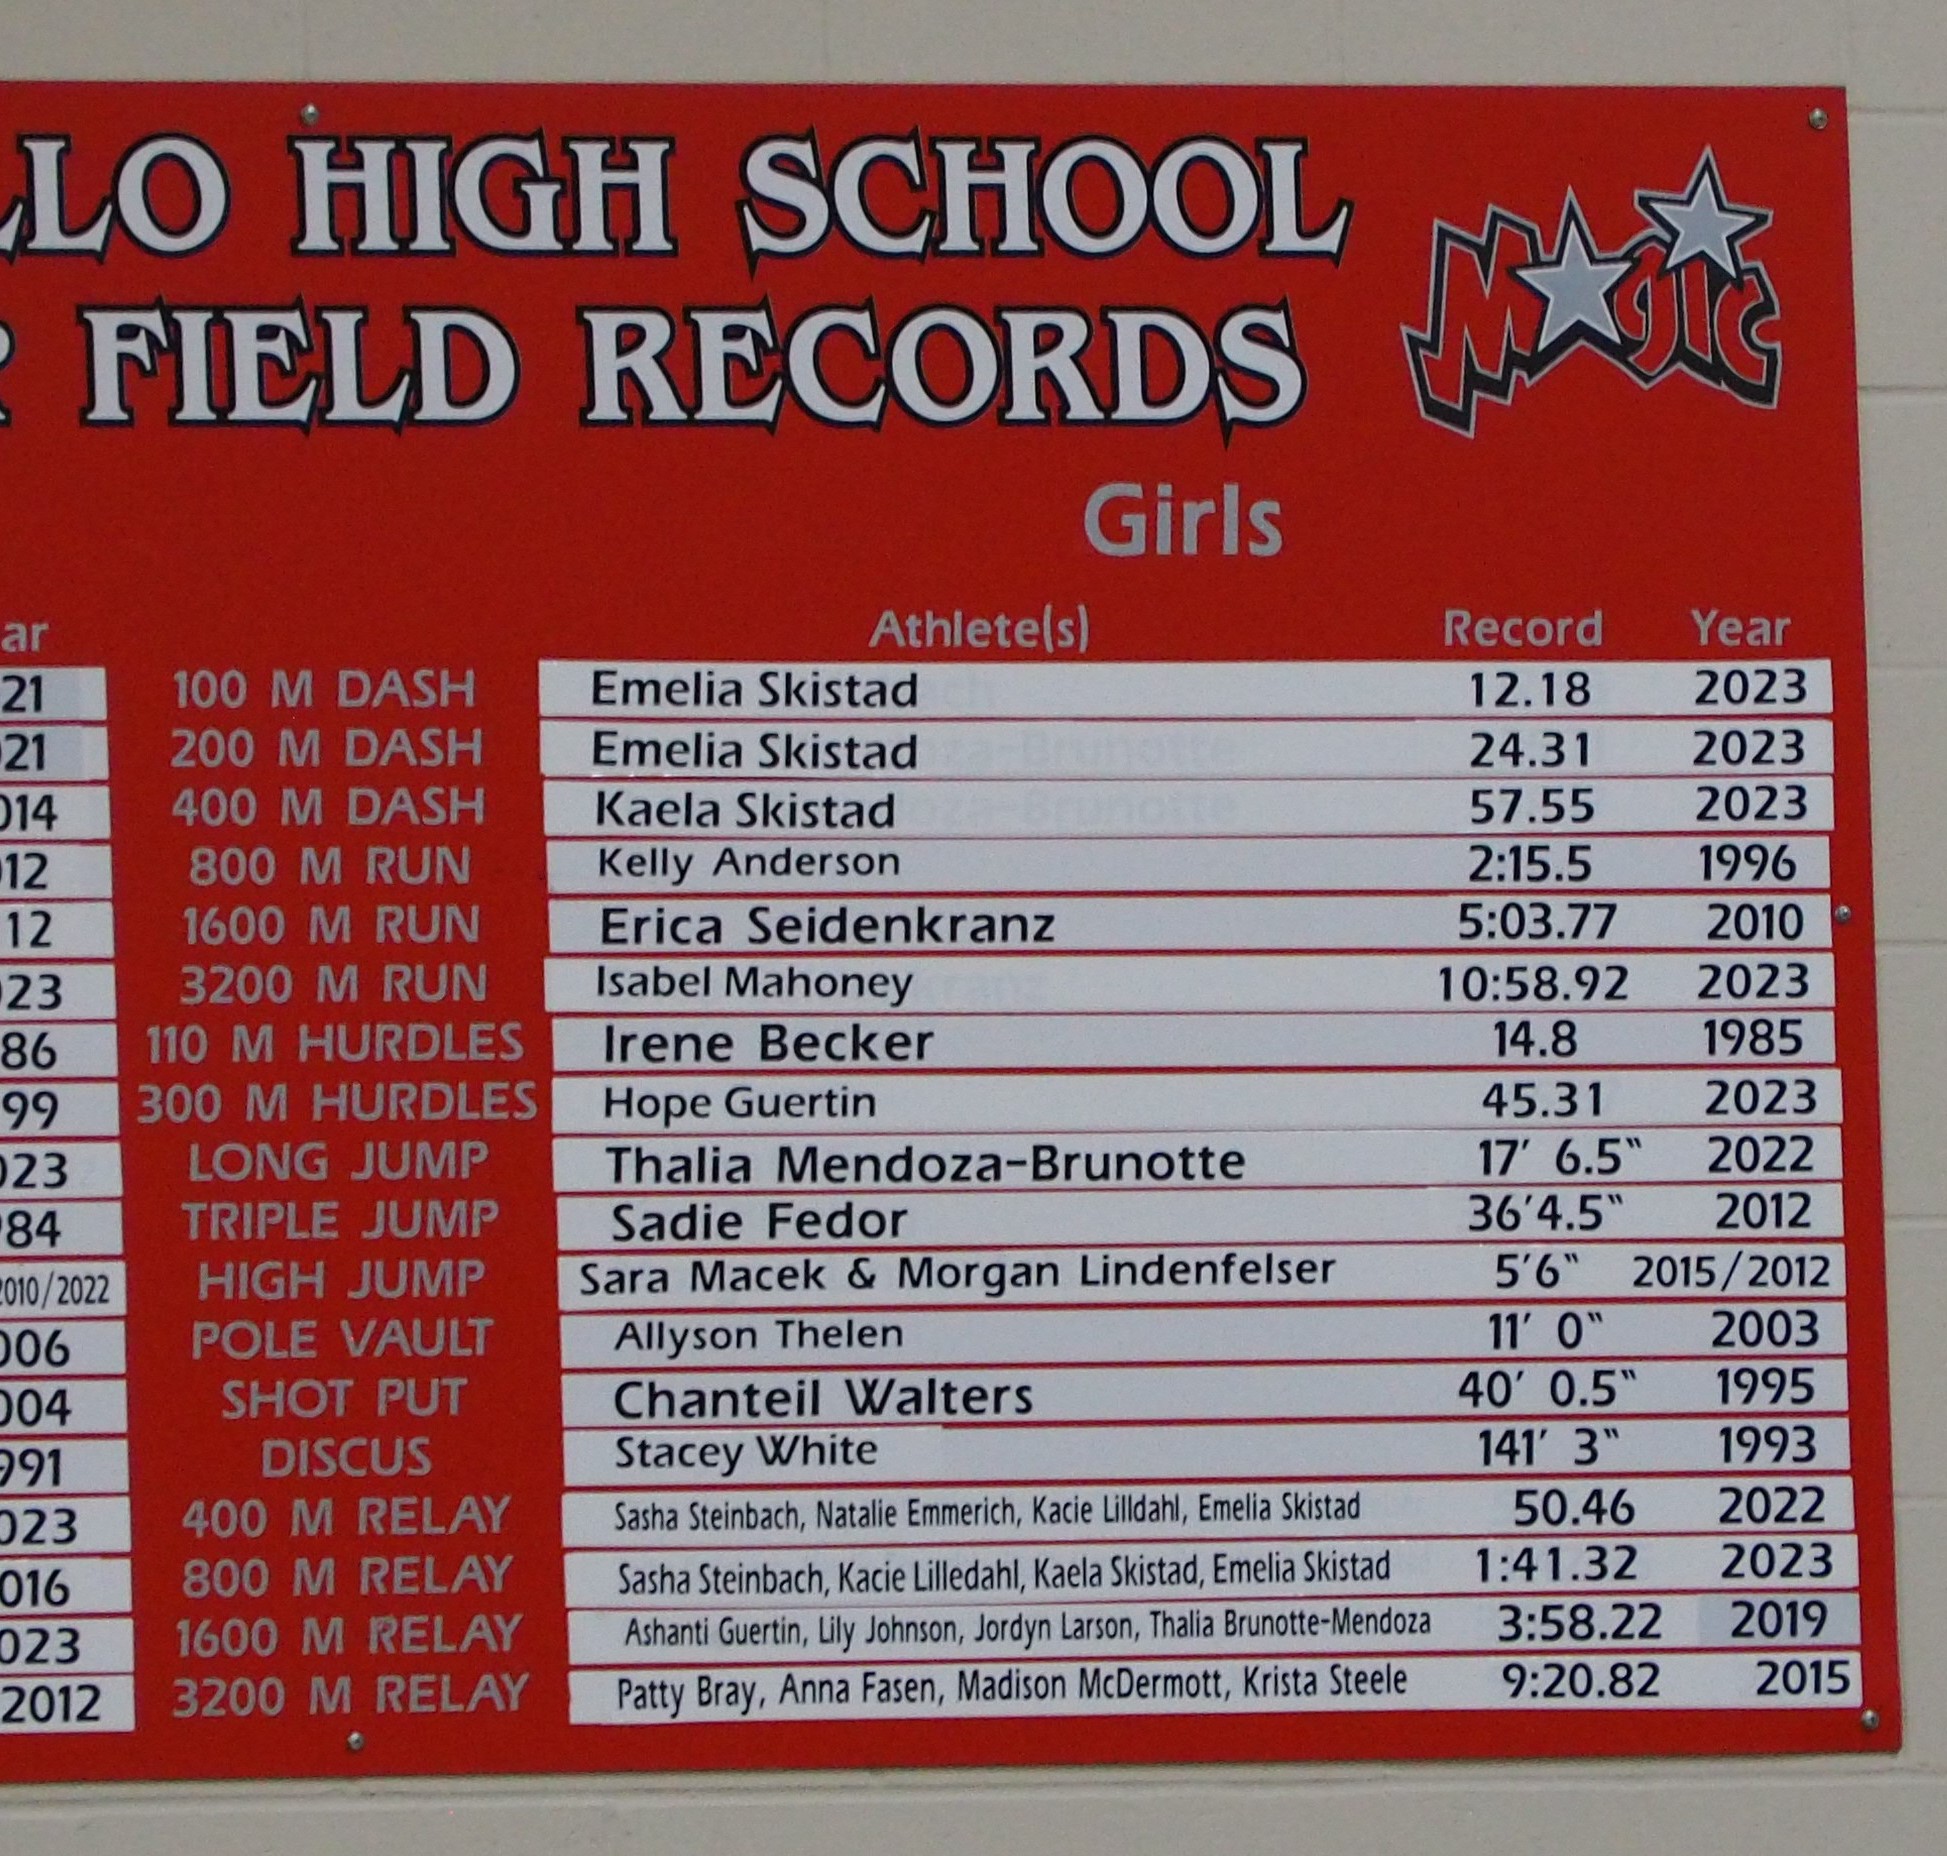 LLO HIGH SCHOOL
FIELD RECORDS
MAGIC
Girls
ar Athlete(s) Record Year
21 100 M DASH Emelia Skistad 12.18 2023
021 200 M DASH Emelia Skistad 24.31 2023
014 400 M DASH Kaela Skistad 57.55 2023
012 800 M RUN Kelly Anderson 2:15.5 1996
12 1600 M RUN Erica Seidenkranz 5:03.77 2010
023 3200 M RUN Isabel Mahoney 10:58.92 2023
86 110 M HURDLES Irene Becker 14.8 1985
99 300 M HURDLES Hope Guertin 45.31 2023
023 LONG JUMP Thalia Mendoza-Brunotte 17' 6.5" 2022
984 TRIPLE JUMP Sadie Fedor 36'4.5" 2012
2010/2022 HIGH JUMP Sara Macek & Morgan Lindenfelser 5'6" 2015/2012
006 POLE VAULT Allyson Thelen 11' 0" 2003
004 SHOT PUT Chanteil Walters 40' 0.5" 1995
991 DISCUS Stacey White 141' 3" 1993
023 400 M RELAY Sasha Steinbach, Natalie Emmerich, Kacie Lilldahl, Emelia Skistad 50.46 2022
016 800 M RELAY Sasha Steinbach, Kacie Lilledahl, Kaela Skistad, Emelia Skistad 1:41.32 2023
023 1600 M RELAY Ashanti Guertin, Lily Johnson, Jordyn Larson, Thalia Brunotte-Mendoza 3:58.22 2019
2012 3200 M RELAY Patty Bray, Anna Fasen, Madison McDermott, Krista Steele 9:20.82 2015